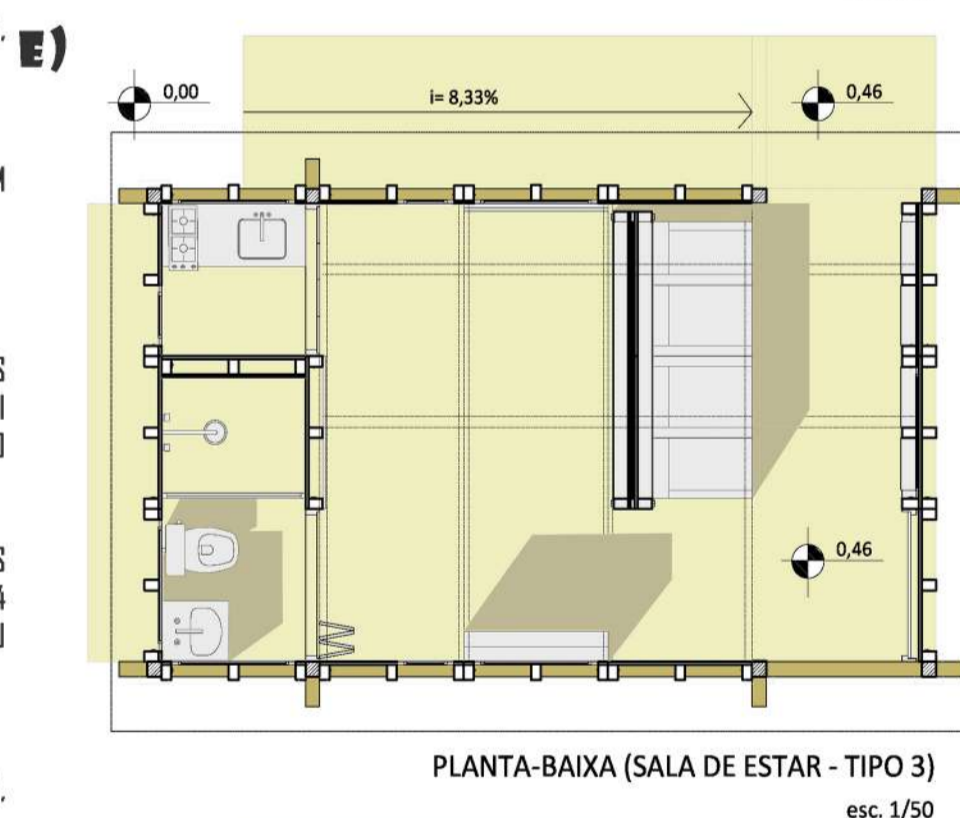 E)
0,00
i= 8,33%
0,46
0,46
PLANTA-BAIXA (SALA DE ESTAR - TIPO 3)
esc. 1/50